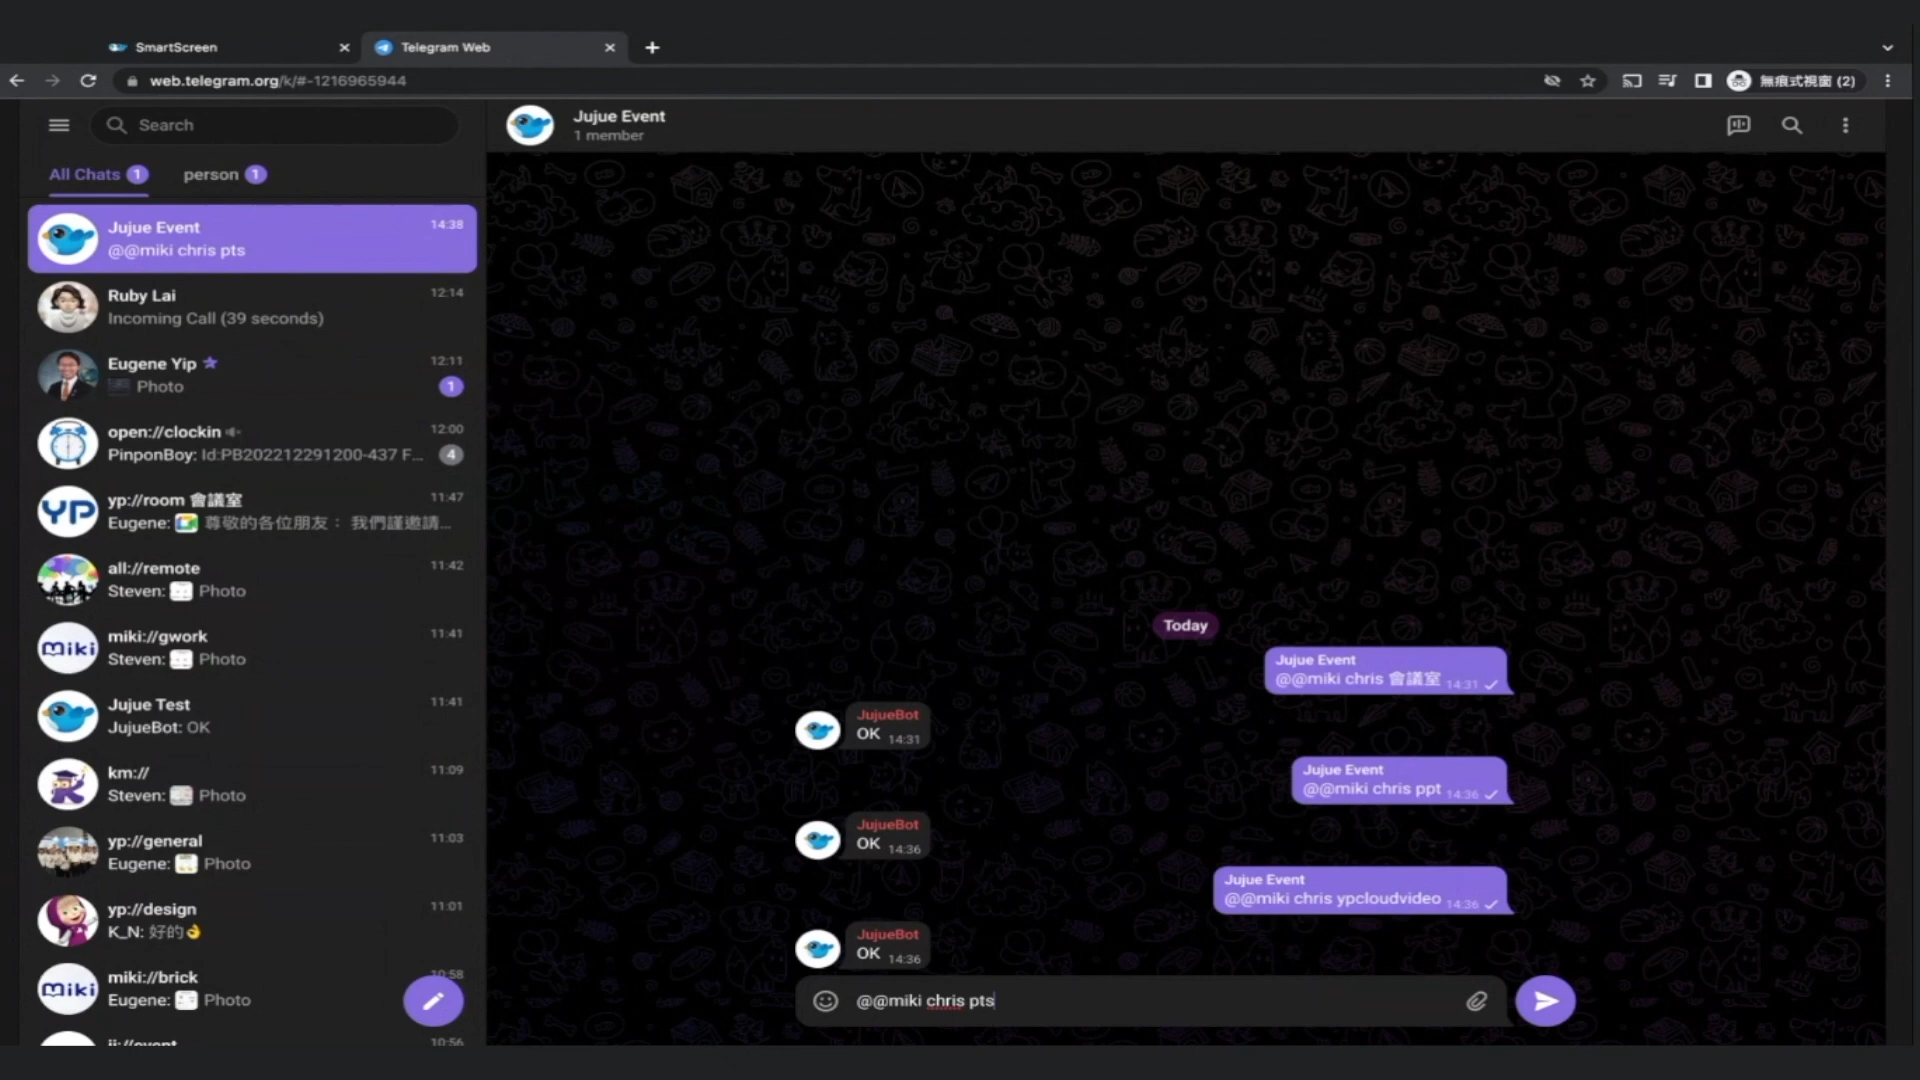 SmartScreen
Telegram Web
web.telegram.org/k/#-1216965944
無痕式視窗 (2)
Search
All Chats 1
person 1
Jujue Event 14:38
@@miki chris pts
Ruby Lai 12:14
Incoming Call (39 seconds)
Eugene Yip 12:11
Photo 1
open://clockin 12:00
PinponBoy: Id:PB202212291200-437 F... 4
YP
yp://room 會議室 11:47
Eugene: 尊敬的各位朋友： 我們謹邀請...
all://remote 11:42
Steven: Photo
miki
miki://gwork 11:41
Steven: Photo
Jujue Test 11:41
JujueBot: OK
km:// 11:09
Steven: Photo
yp://general 11:03
Eugene: Photo
yp://design 11:01
K_N: 好的👌
miki
miki://brick 10:58
Eugene: Photo
10:56
Jujue Event
1 member
Today
Jujue Event
@@miki chris 會議室 14:31
JujueBot
OK 14:31
Jujue Event
@@miki chris ppt 14:36
JujueBot
OK 14:36
Jujue Event
@@miki chris ypcloudvideo 14:36
JujueBot
OK 14:36
@@miki chris pts